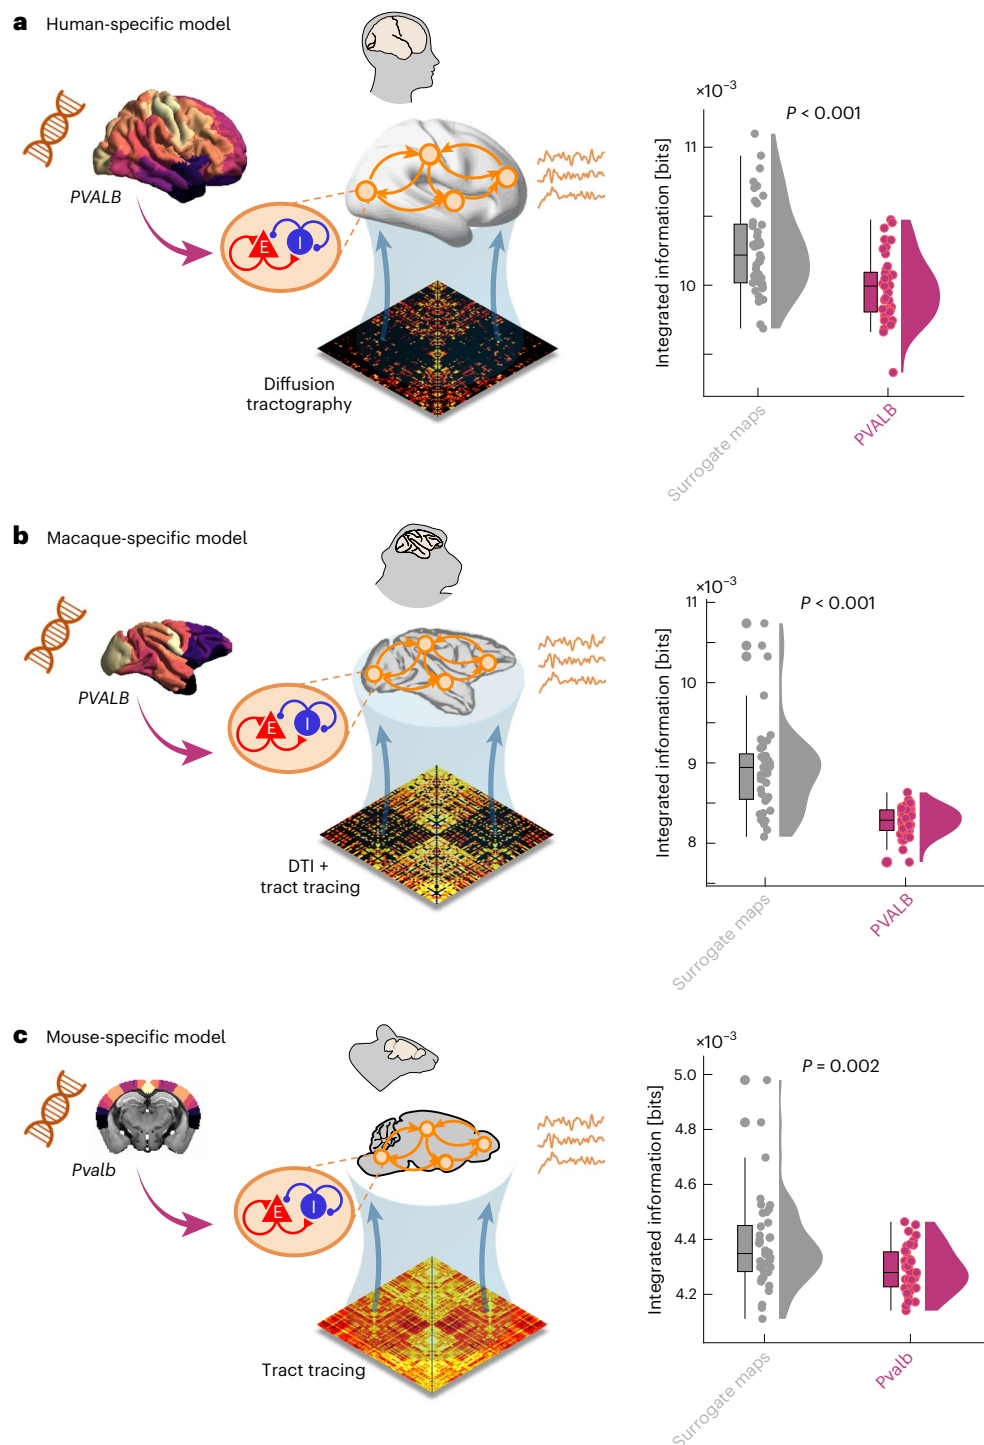 a Human-specific model
PVALB
E I
Diffusion
tractography
×10⁻³
P < 0.001
Integrated information [bits]
11
10
Surrogate maps
PVALB
b Macaque-specific model
PVALB
E I
DTI +
tract tracing
×10⁻³
P < 0.001
Integrated information [bits]
11
10
9
8
Surrogate maps
PVALB
c Mouse-specific model
Pvalb
E I
Tract tracing
×10⁻³
P = 0.002
Integrated information [bits]
5.0
4.8
4.6
4.4
4.2
Surrogate maps
Pvalb